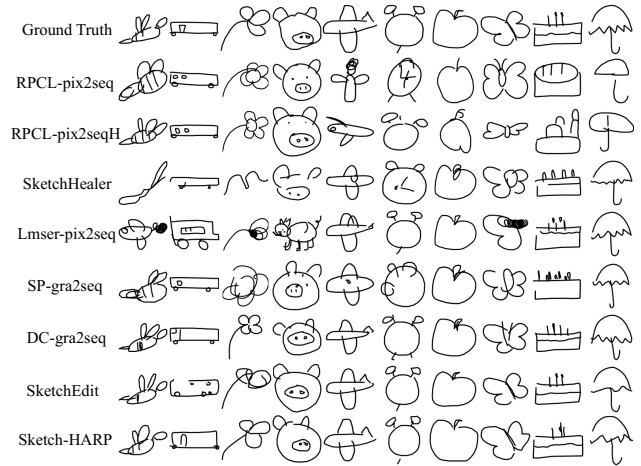 Ground Truth
RPCL-pix2seq
RPCL-pix2seqH
SketchHealer
Lmser-pix2seq
SP-gra2seq
DC-gra2seq
SketchEdit
Sketch-HARP